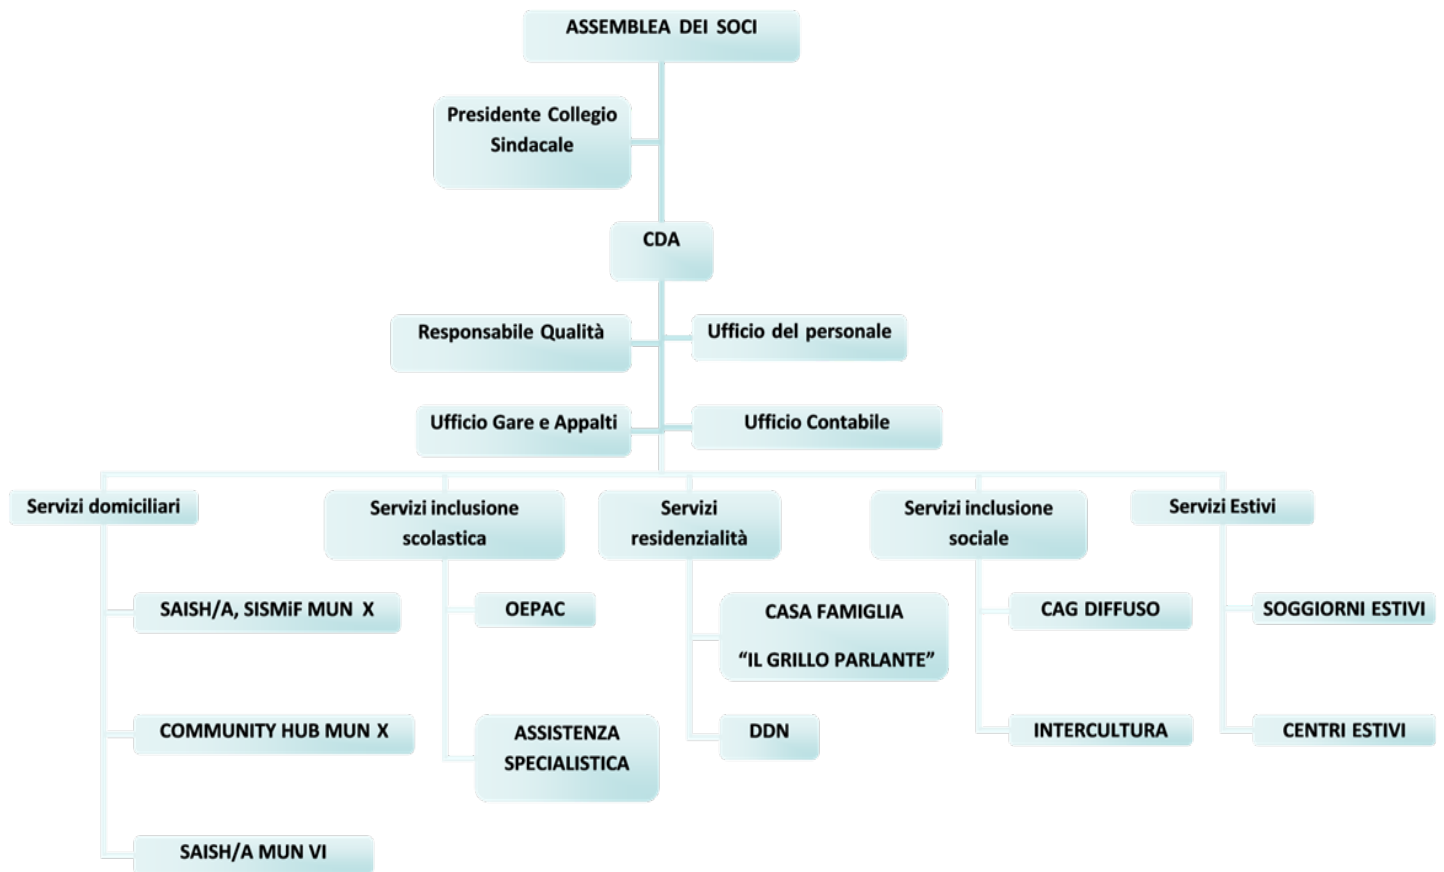 ASSEMBLEA DEI SOCI
Presidente Collegio
Sindacale
CDA
Responsabile Qualità
Ufficio del personale
Ufficio Gare e Appalti
Ufficio Contabile
Servizi domiciliari
Servizi inclusione
scolastica
Servizi
residenzialità
Servizi inclusione
sociale
Servizi Estivi
SAISH/A, SISMiF MUN X
OEPAC
CASA FAMIGLIA
“IL GRILLO PARLANTE”
CAG DIFFUSO
SOGGIORNI ESTIVI
COMMUNITY HUB MUN X
ASSISTENZA
SPECIALISTICA
DDN
INTERCULTURA
CENTRI ESTIVI
SAISH/A MUN VI